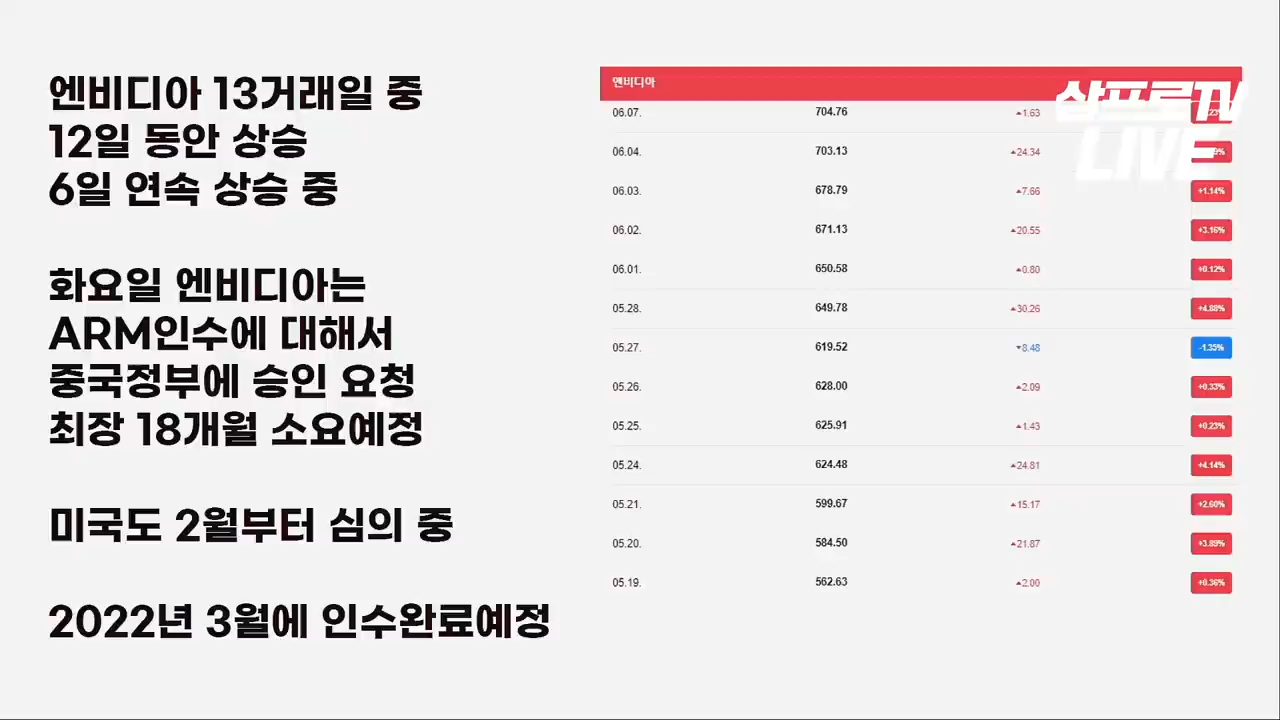 엔비디아 13거래일 중
12일 동안 상승
6일 연속 상승 중
화요일 엔비디아는
ARM인수에 대해서
중국정부에 승인 요청
최장 18개월 소요예정
미국도 2월부터 심의 중
2022년 3월에 인수완료예정
엔비디아
삼프로TV
LIVE
06.07. 704.76 ▲1.63
06.04. 703.13 ▲24.34
06.03. 678.79 ▲7.66 +1.14%
06.02. 671.13 ▲20.55 +3.16%
06.01. 650.58 ▲0.80 +0.12%
05.28. 649.78 ▲30.26 +4.88%
05.27. 619.52 ▼8.48 -1.35%
05.26. 628.00 ▲2.09 +0.33%
05.25. 625.91 ▲1.43 +0.23%
05.24. 624.48 ▲24.81 +4.14%
05.21. 599.67 ▲15.17 +2.60%
05.20. 584.50 ▲21.87 +3.89%
05.19. 562.63 ▲2.00 +0.36%